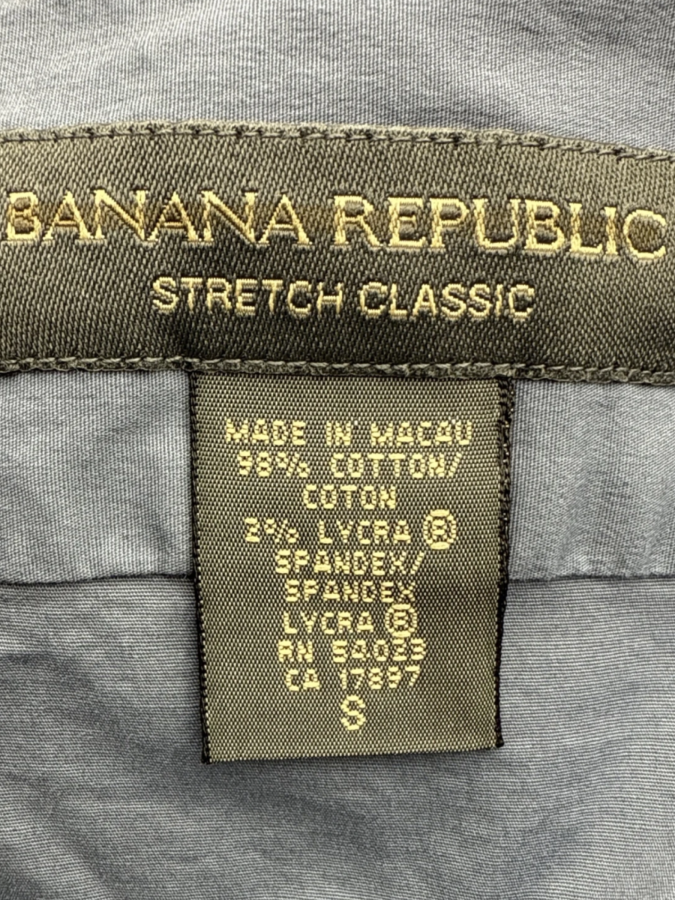 BANANA REPUBLIC
STRETCH CLASSIC
MADE IN MACAU
98% COTTON/
COTON
2% LYCRA ®
SPANDEX/
SPANDEX
LYCRA ®
RN 54023
CA 17897
S